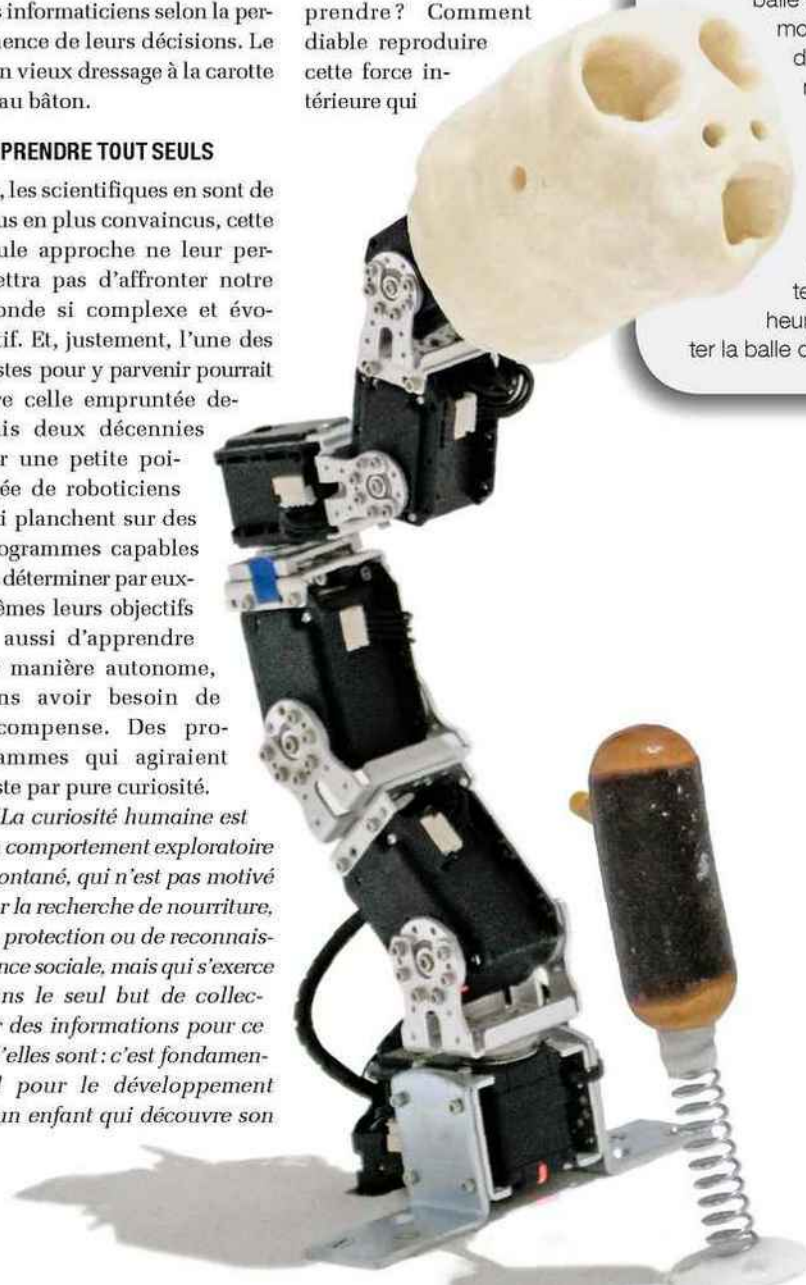 s informaticiens selon la per-
nence de leurs décisions. Le
n vieux dressage à la carotte
au bâton.
PRENDRE TOUT SEULS
, les scientifiques en sont de
us en plus convaincus, cette
ule approche ne leur per-
ettra pas d'affronter notre
onde si complexe et évo-
tif. Et, justement, l'une des
stes pour y parvenir pourrait
re celle empruntée de-
is deux décennies
r une petite poi-
ée de roboticiens
i planchent sur des
ogrammes capables
déterminer par eux-
êmes leurs objectifs
aussi d'apprendre
manière autonome,
ns avoir besoin de
compense. Des pro-
ammes qui agiraient
ste par pure curiosité.
"La curiosité humaine est
comportement exploratoire
ontané, qui n'est pas motivé
r la recherche de nourriture,
protection ou de reconnais-
nce sociale, mais qui s'exerce
ns le seul but de collec-
r des informations pour ce
'elles sont : c'est fondamen-
l pour le développement
un enfant qui découvre son
prendre ? Comment
diable reproduire
cette force in-
térieure qui
balle
mo
d
te
heur
ter la balle